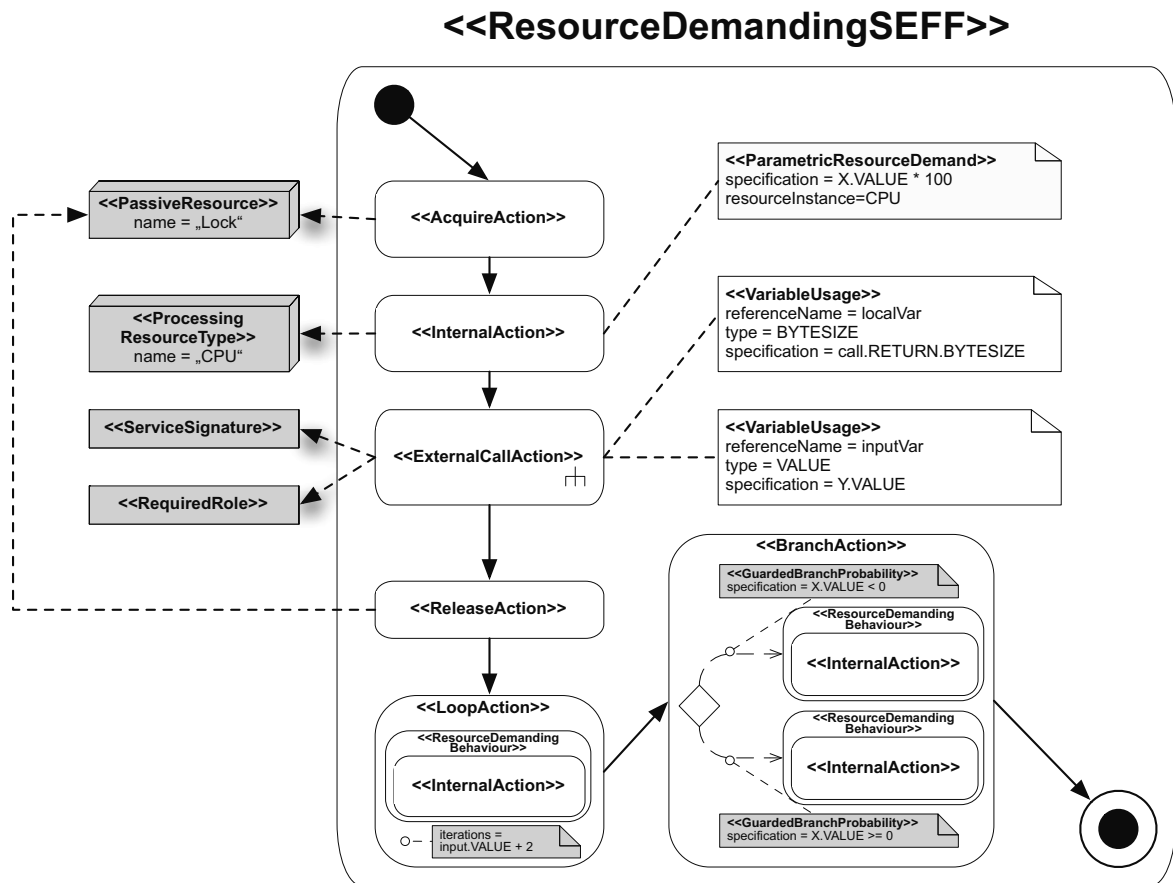 <<ResourceDemandingSEFF>>
<<PassiveResource>>
name = „Lock“
<<AcquireAction>>
<<ParametricResourceDemand>>
specification = X.VALUE * 100
resourceInstance=CPU
<<Processing
ResourceType>>
name = „CPU“
<<InternalAction>>
<<VariableUsage>>
referenceName = localVar
type = BYTESIZE
specification = call.RETURN.BYTESIZE
<<ServiceSignature>>
<<RequiredRole>>
<<ExternalCallAction>>
<<VariableUsage>>
referenceName = inputVar
type = VALUE
specification = Y.VALUE
<<ReleaseAction>>
<<LoopAction>>
<<ResourceDemanding
Behaviour>>
<<InternalAction>>
iterations =
input.VALUE + 2
<<BranchAction>>
<<GuardedBranchProbability>>
specification = X.VALUE < 0
<<ResourceDemanding
Behaviour>>
<<InternalAction>>
<<ResourceDemanding
Behaviour>>
<<InternalAction>>
<<GuardedBranchProbability>>
specification = X.VALUE >= 0